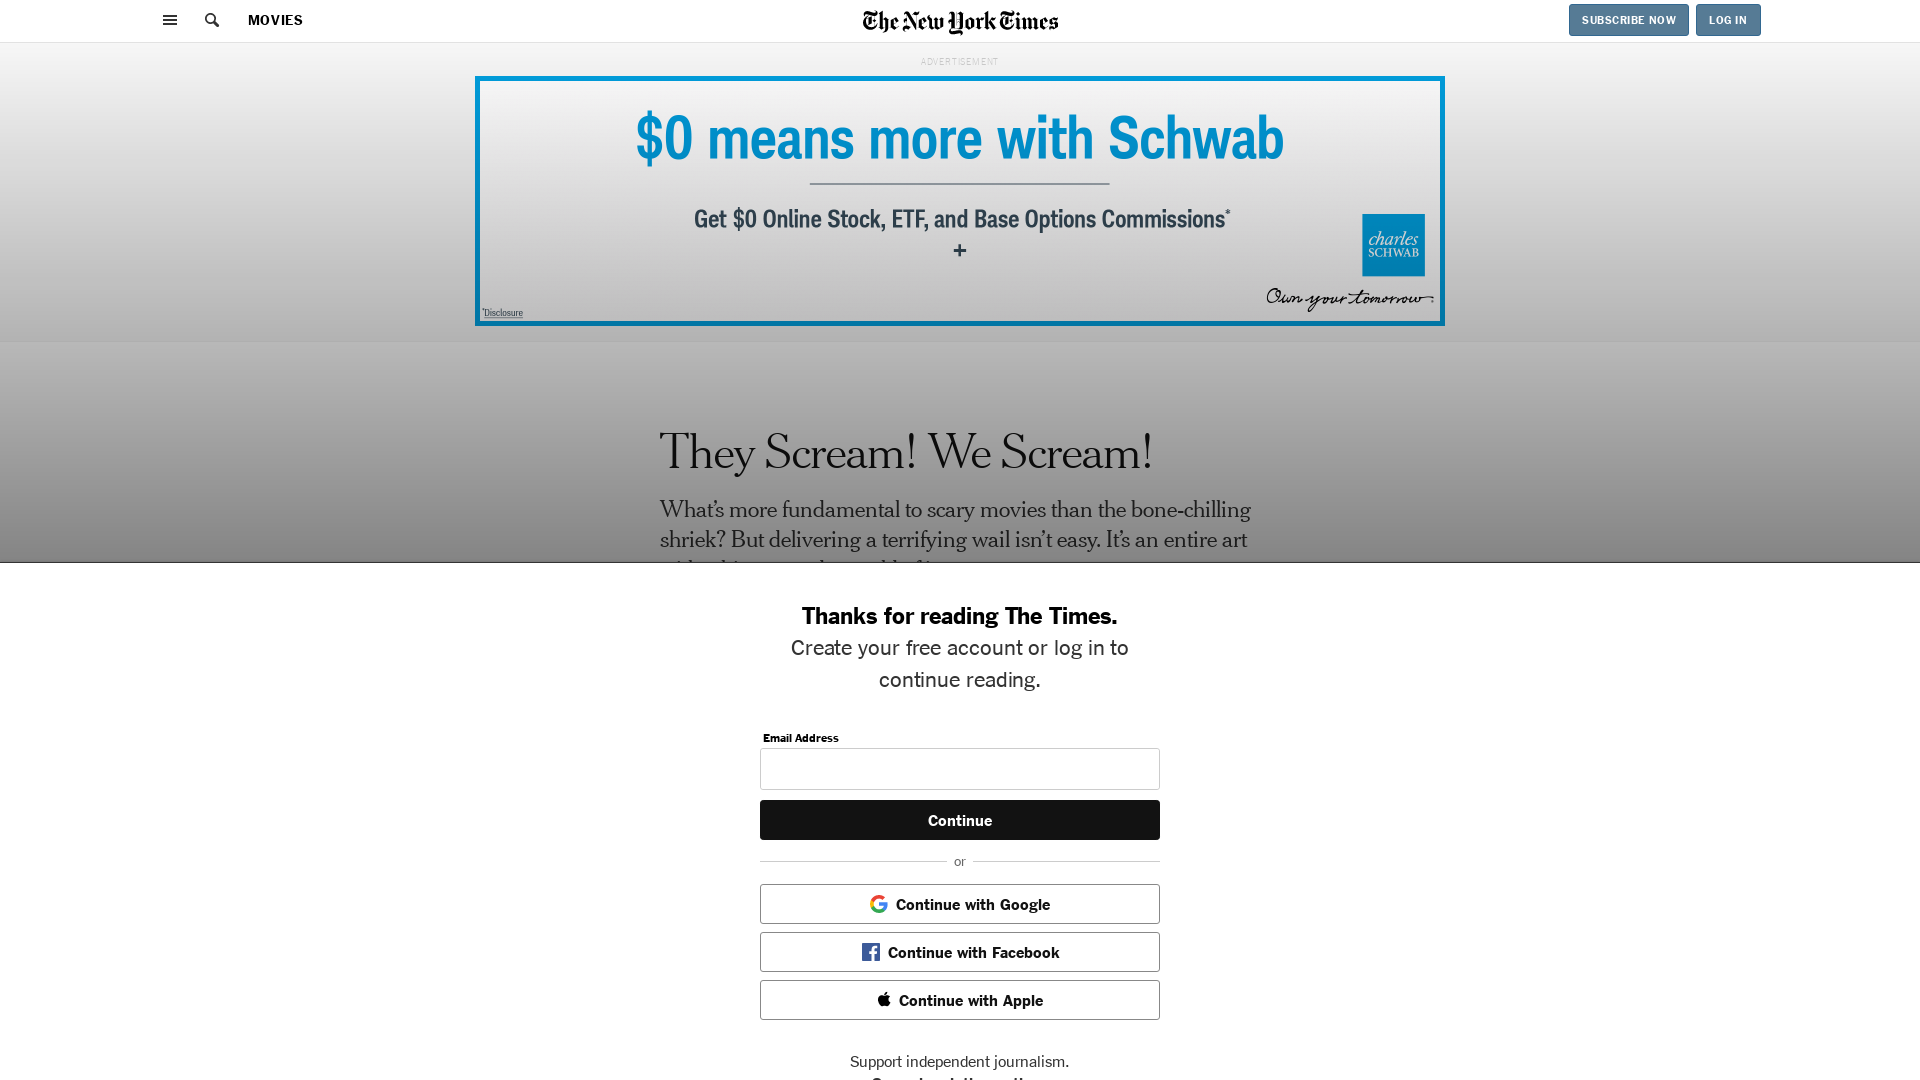 MOVIES
The New York Times
SUBSCRIBE NOW
LOG IN
ADVERTISEMENT
$0 means more with Schwab
Get $0 Online Stock, ETF, and Base Options Commissions*
+
charles
SCHWAB
Own your tomorrow
*Disclosure
They Scream! We Scream!
What's more fundamental to scary movies than the bone-chilling
shriek? But delivering a terrifying wail isn't easy. It's an entire art
Thanks for reading The Times.
Create your free account or log in to
continue reading.
Email Address
Continue
or
Continue with Google
Continue with Facebook
Continue with Apple
Support independent journalism.